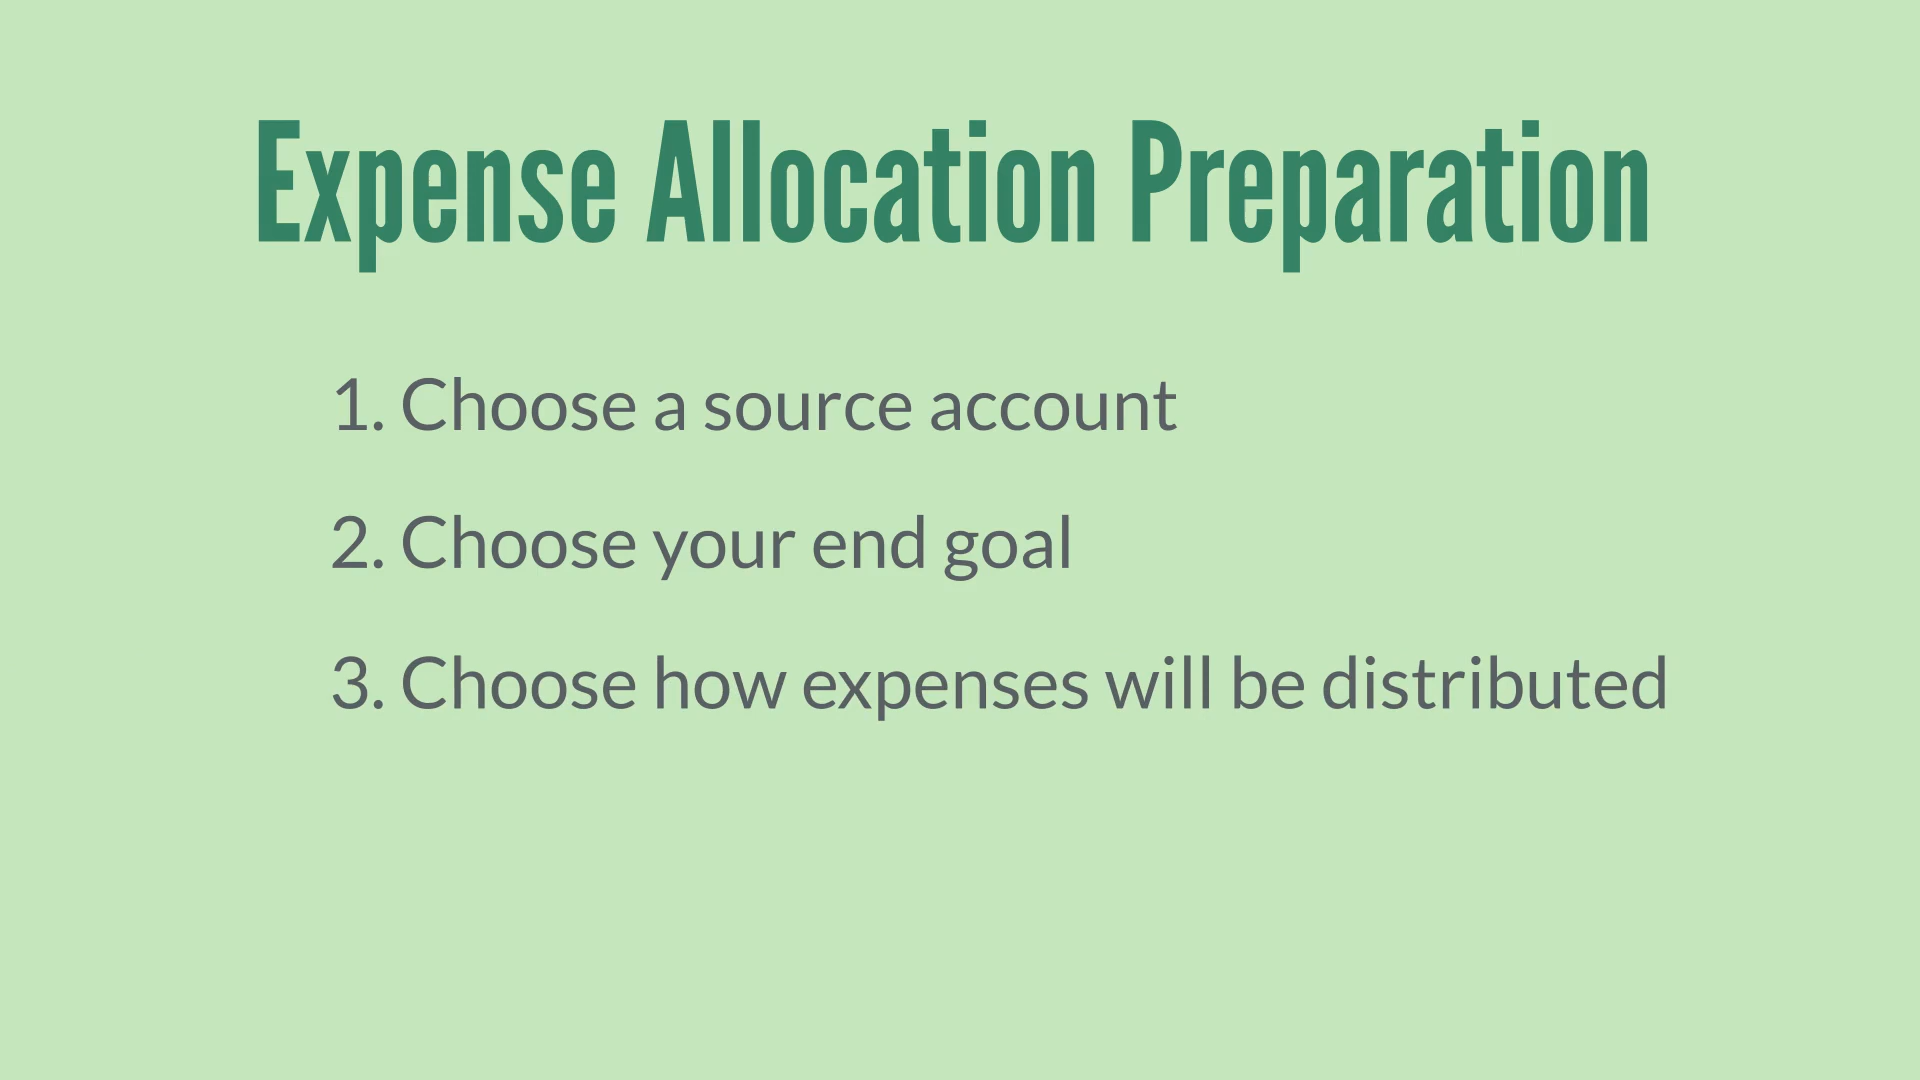 Expense Allocation Preparation
1. Choose a source account
2. Choose your end goal
3. Choose how expenses will be distributed